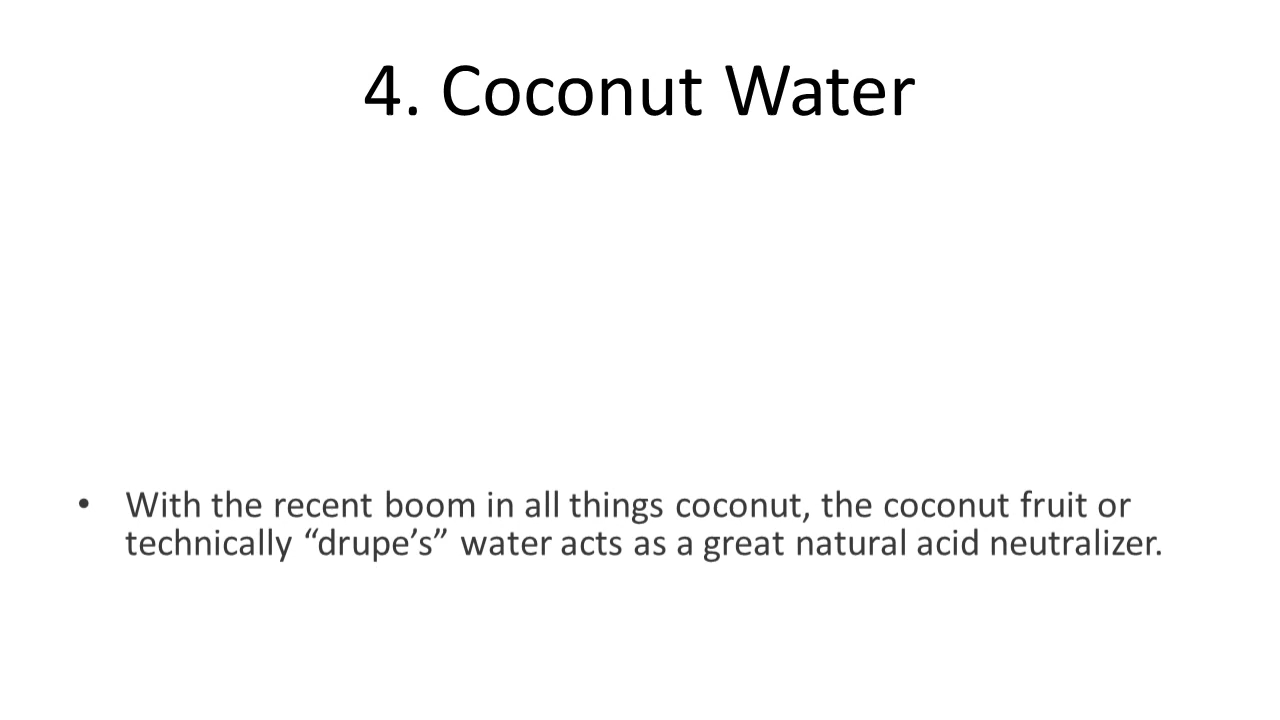 4. Coconut Water
• With the recent boom in all things coconut, the coconut fruit or
technically “drupe’s” water acts as a great natural acid neutralizer.